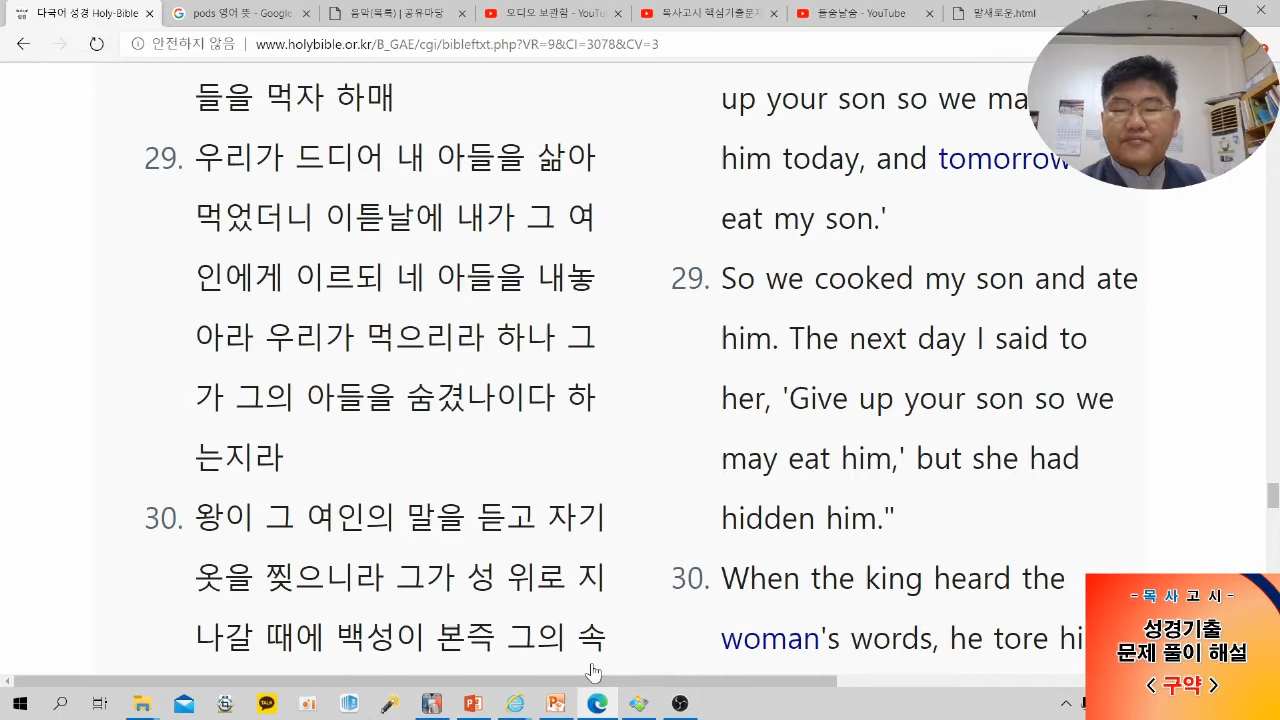 다국어 성경 Holy-Bible
pods 영어 뜻 - Google
음악(목록) | 공유마당
오디오 보관함 - YouTu
목사고시 핵심기출문
들숨날숨 - YouTube
말새로운.html
안전하지 않음
www.holybible.or.kr/B_GAE/cgi/bibleftxt.php?VR=9&CI=3078&CV=3
들을 먹자 하매
29. 우리가 드디어 내 아들을 삶아
먹었더니 이튿날에 내가 그 여
인에게 이르되 네 아들을 내놓
아라 우리가 먹으리라 하나 그
가 그의 아들을 숨겼나이다 하
는지라
30. 왕이 그 여인의 말을 듣고 자기
옷을 찢으니라 그가 성 위로 지
나갈 때에 백성이 본즉 그의 속
up your son so we ma
him today, and tomorrow
eat my son.'
29. So we cooked my son and ate
him. The next day I said to
her, 'Give up your son so we
may eat him,' but she had
hidden him."
30. When the king heard the
woman's words, he tore hi
- 목 사 고 시 -
성경기출
문제 풀이 해설
< 구약 >
TALK